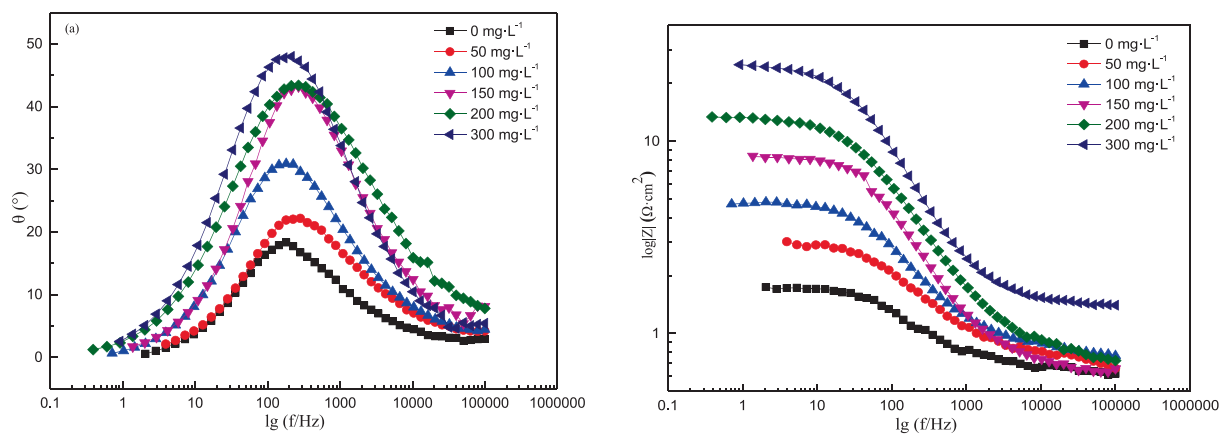 (a)
0 mg·L⁻¹
50 mg·L⁻¹
100 mg·L⁻¹
150 mg·L⁻¹
200 mg·L⁻¹
300 mg·L⁻¹
50
40
30
20
10
0
θ (°)
0.1 1 10 100 1000 10000 100000 1000000
lg (f/Hz)
0 mg·L⁻¹
50 mg·L⁻¹
100 mg·L⁻¹
150 mg·L⁻¹
200 mg·L⁻¹
300 mg·L⁻¹
10
1
log|Z| (Ω·cm²)
0.1 1 10 100 1000 10000 100000 1000000
lg (f/Hz)